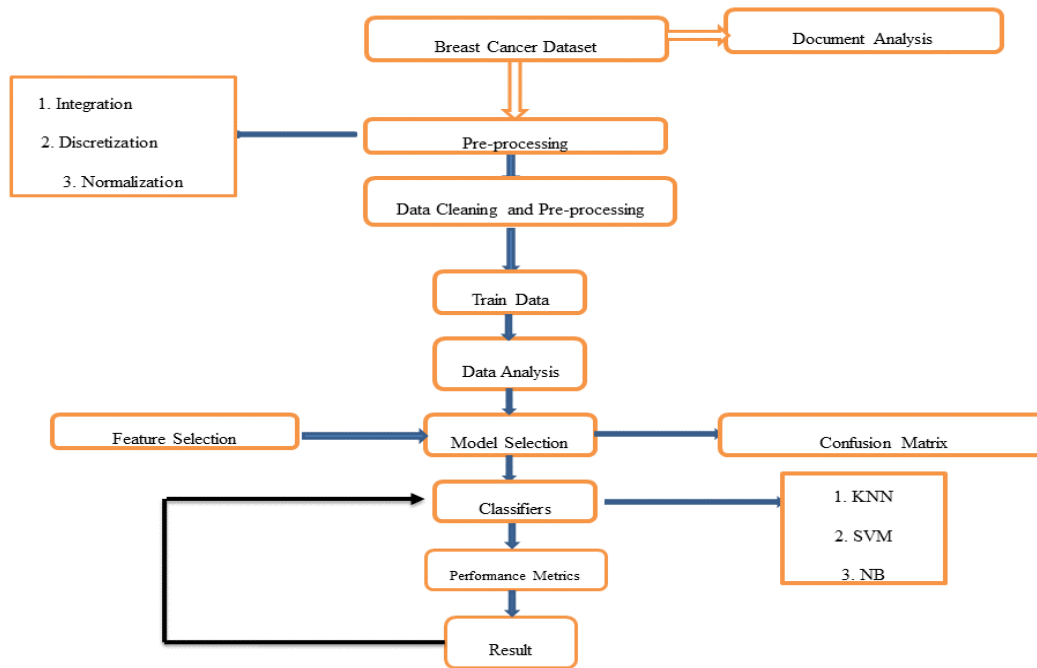 Breast Cancer Dataset
Document Analysis
1. Integration
2. Discretization
3. Normalization
Pre-processing
Data Cleaning and Pre-processing
Train Data
Data Analysis
Feature Selection
Model Selection
Confusion Matrix
Classifiers
1. KNN
2. SVM
3. NB
Performance Metrics
Result